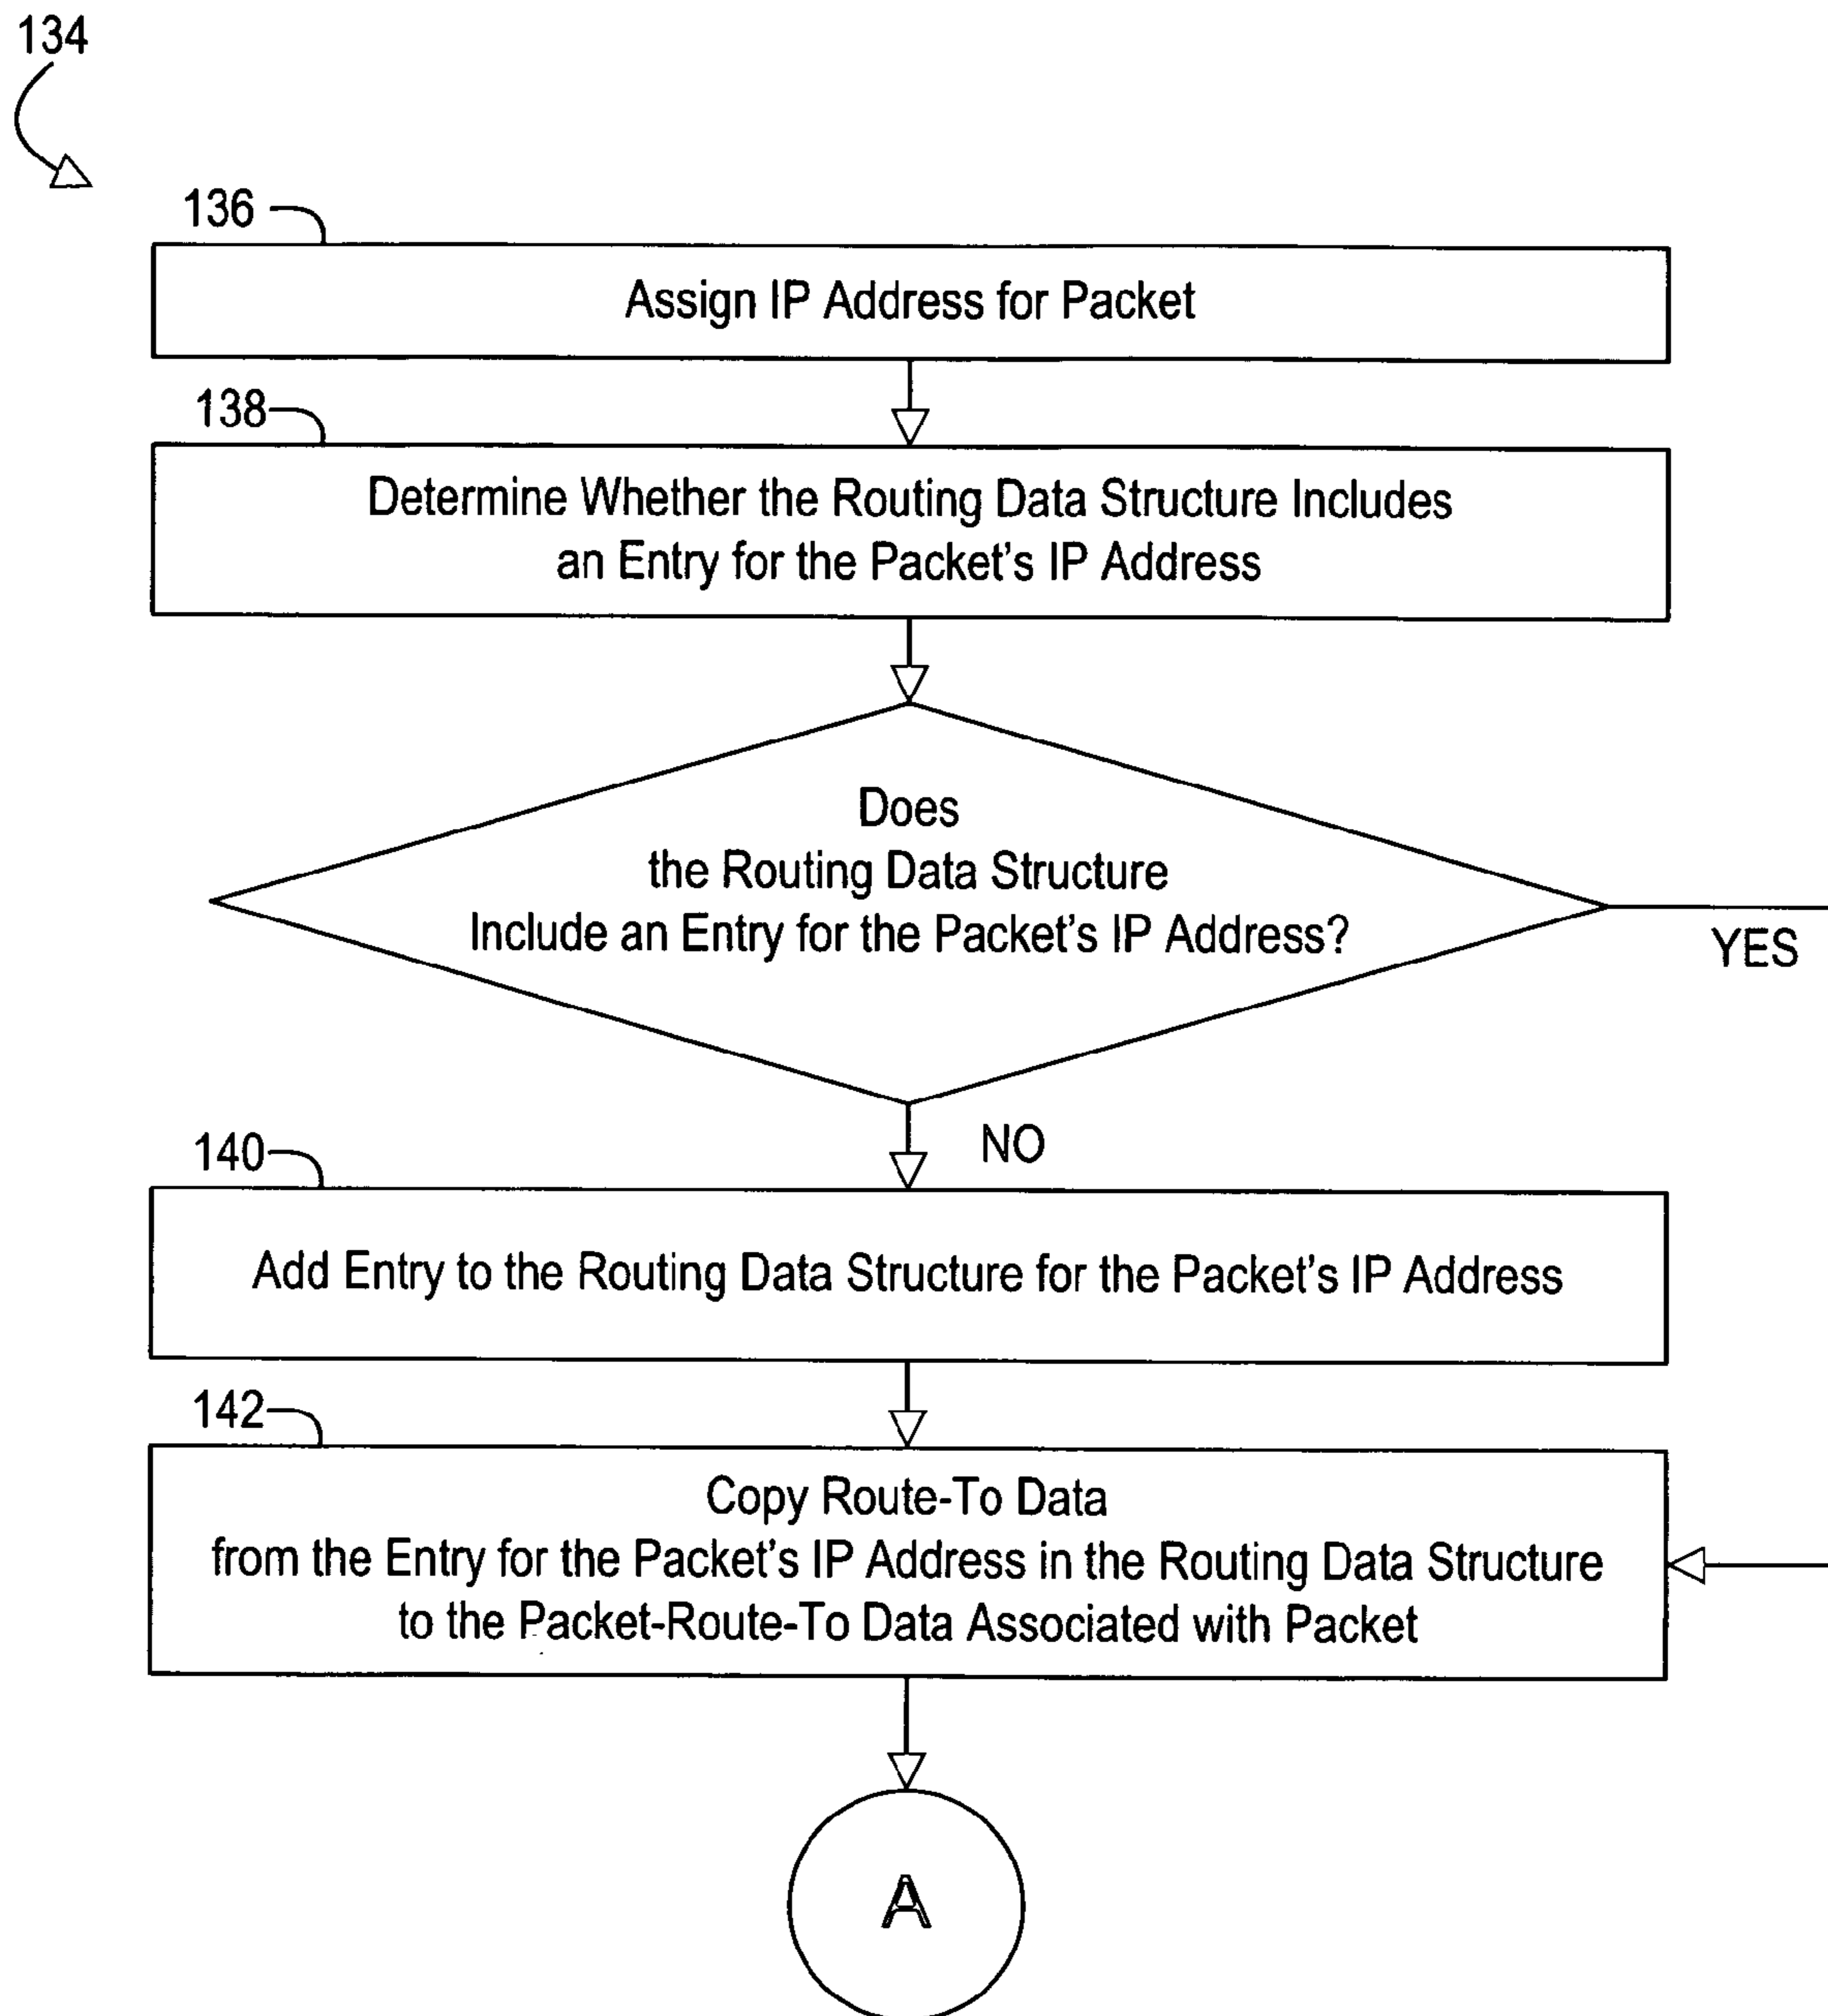 134
136
Assign IP Address for Packet
138
Determine Whether the Routing Data Structure Includes
an Entry for the Packet's IP Address
Does
the Routing Data Structure
Include an Entry for the Packet's IP Address?
YES
NO
140
Add Entry to the Routing Data Structure for the Packet's IP Address
142
Copy Route-To Data
from the Entry for the Packet's IP Address in the Routing Data Structure
to the Packet-Route-To Data Associated with Packet
A